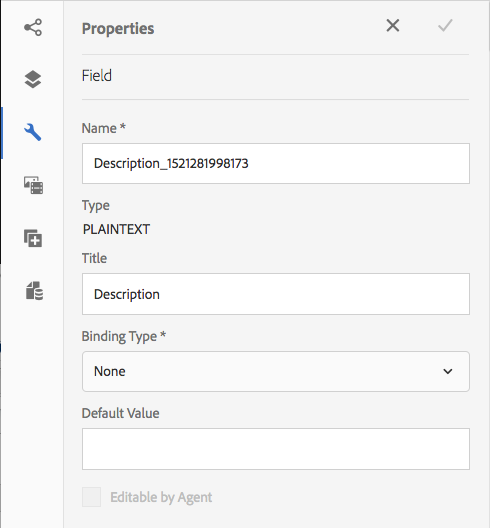 Properties
Field
Name *
Description_1521281998173
Type
PLAINTEXT
Title
Description
Binding Type *
None
Default Value
Editable by Agent